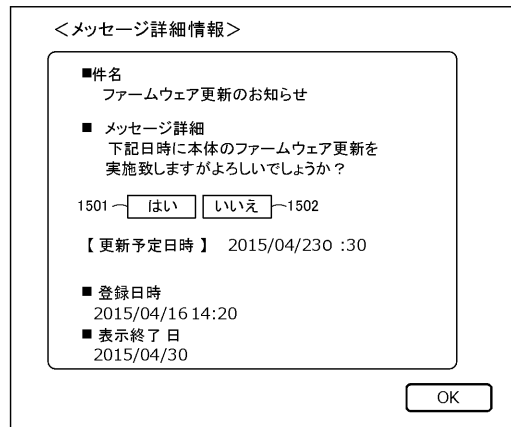 ＜メッセージ詳細情報＞
■件名
ファームウェア更新のお知らせ
■ メッセージ詳細
下記日時に本体のファームウェア更新を
実施致しますがよろしいでしょうか？
1501 はい いいえ 1502
【 更新予定日時 】 2015/04/23０ :30
■ 登録日時
2015/04/16 14:20
■ 表示終了 日
2015/04/30
OK